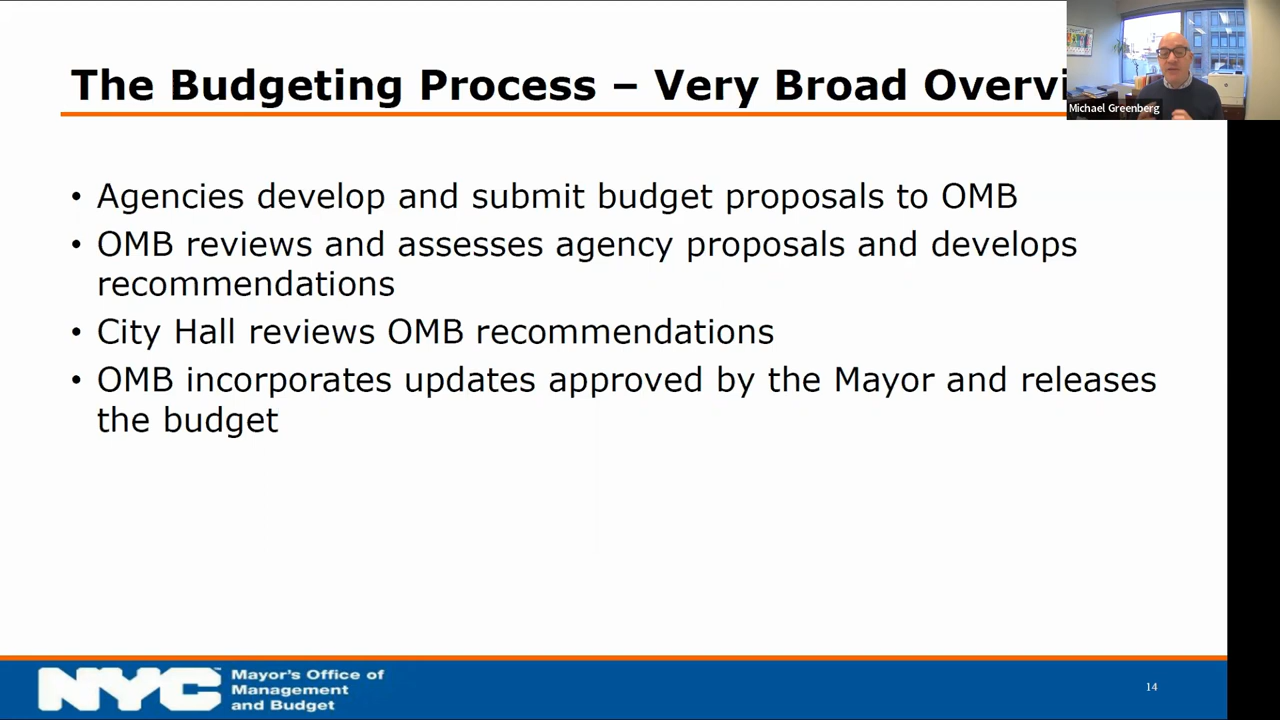 The Budgeting Process – Very Broad Overvi
Michael Greenberg
• Agencies develop and submit budget proposals to OMB
• OMB reviews and assesses agency proposals and develops
recommendations
• City Hall reviews OMB recommendations
• OMB incorporates updates approved by the Mayor and releases
the budget
NYC
Mayor's Office of
Management
and Budget
14